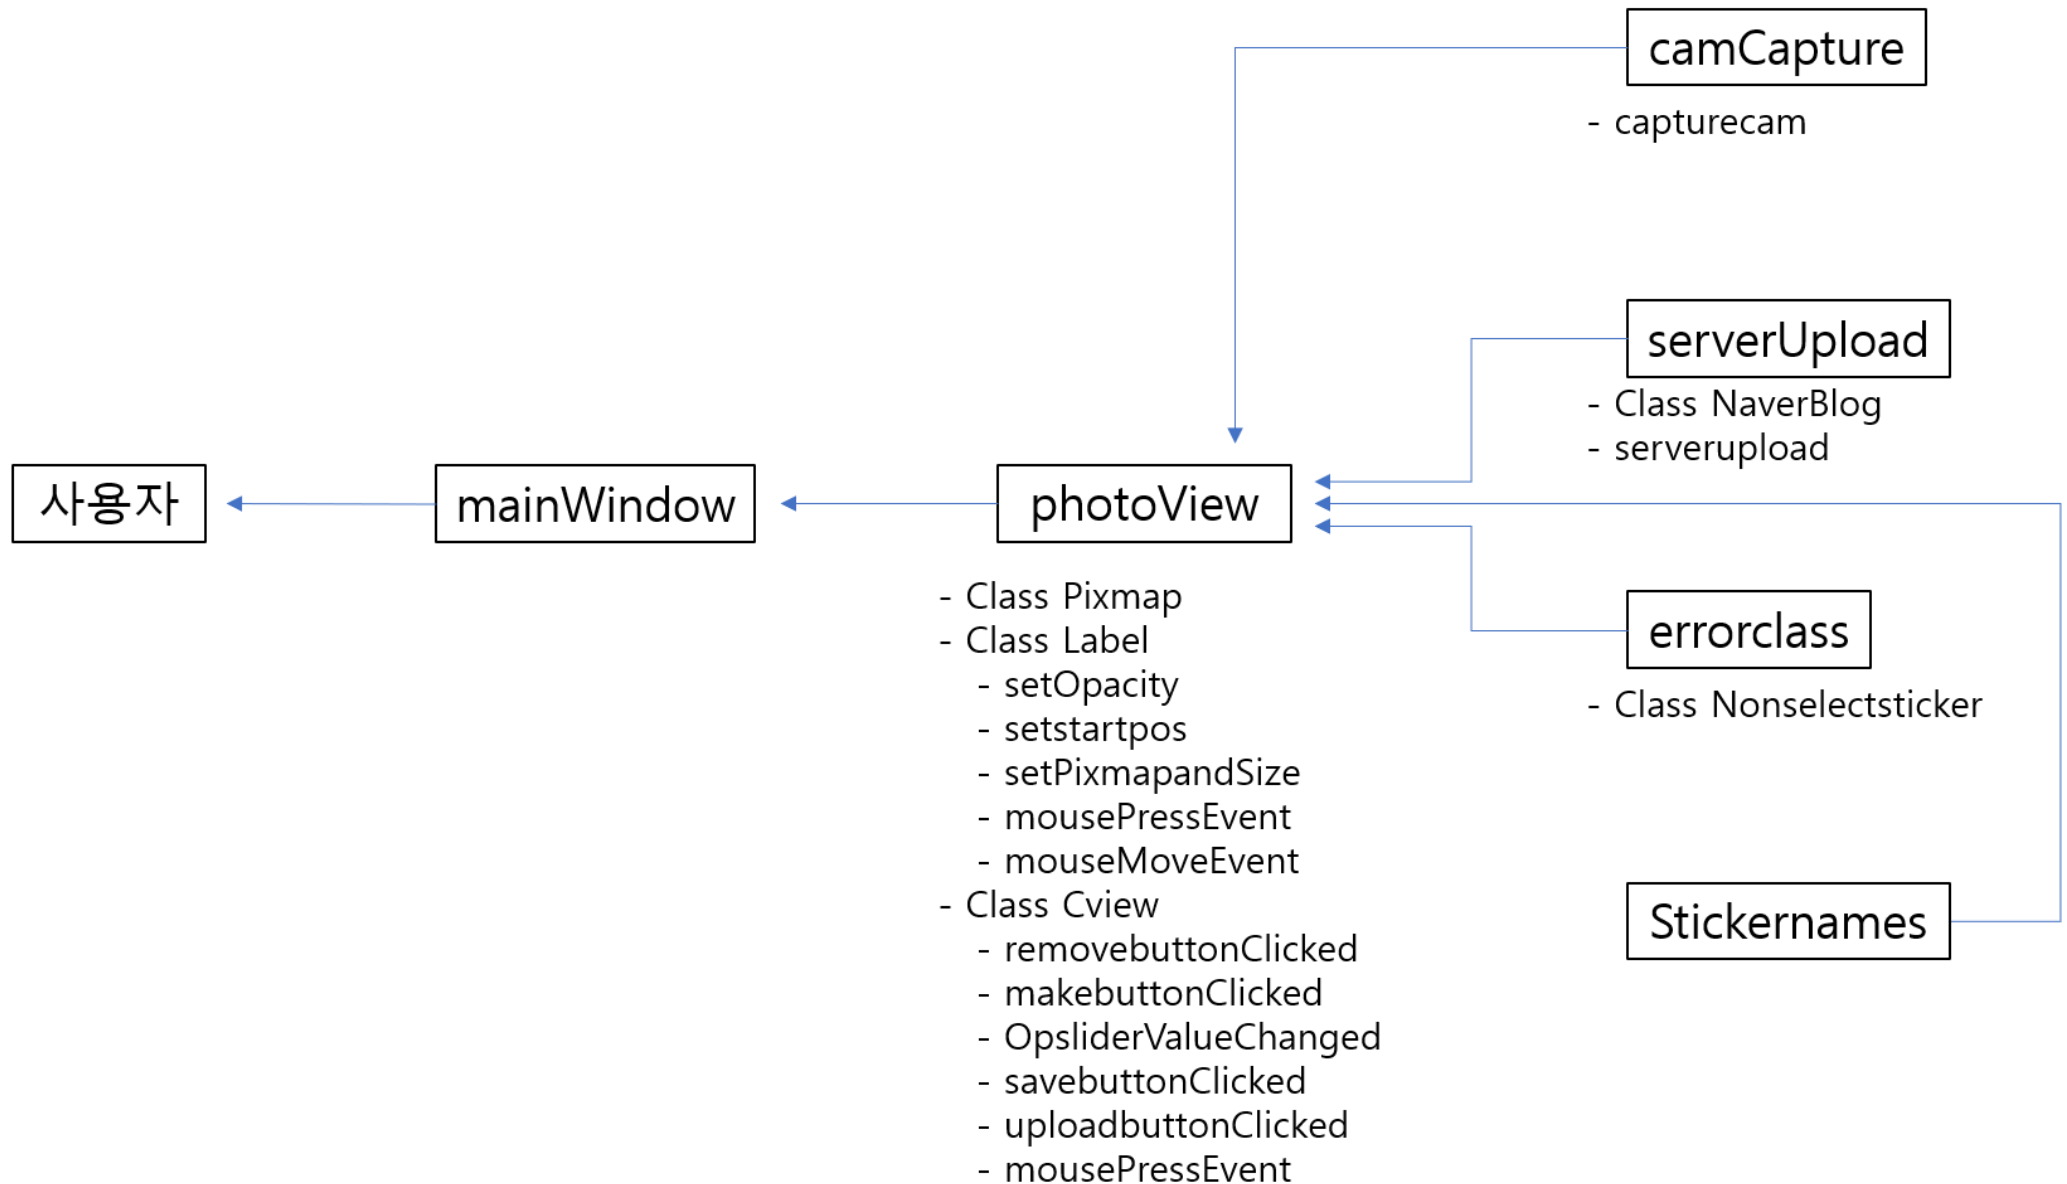 camCapture
- capturecam
serverUpload
- Class NaverBlog
- serverupload
사용자
mainWindow
photoView
- Class Pixmap
- Class Label
- setOpacity
- setstartpos
- setPixmapandSize
- mousePressEvent
- mouseMoveEvent
- Class Cview
- removebuttonClicked
- makebuttonClicked
- OpsliderValueChanged
- savebuttonClicked
- uploadbuttonClicked
- mousePressEvent
errorclass
- Class Nonselectsticker
Stickernames